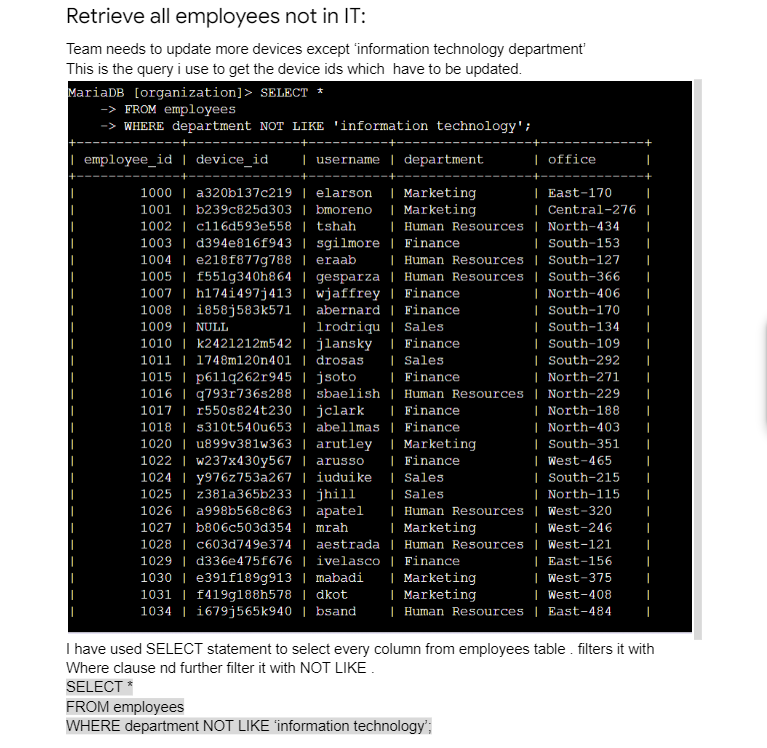 Retrieve all employees not in IT:
Team needs to update more devices except ‘information technology department’
This is the query i use to get the device ids which  have to be updated.
MariaDB [organization]> SELECT *
    -> FROM employees
    -> WHERE department NOT LIKE 'information technology';
+-------------+--------------+----------+-----------------+-------------+
| employee_id | device_id    | username | department      | office      |
+-------------+--------------+----------+-----------------+-------------+
|        1000 | a320b137c219 | elarson  | Marketing       | East-170    |
|        1001 | b239c825d303 | bmoreno  | Marketing       | Central-276 |
|        1002 | c116d593e558 | tshah    | Human Resources | North-434   |
|        1003 | d394e816f943 | sgilmore | Finance         | South-153   |
|        1004 | e218f877g788 | eraab    | Human Resources | South-127   |
|        1005 | f551g340h864 | gesparza | Human Resources | South-366   |
|        1007 | h174i497j413 | wjaffrey | Finance         | North-406   |
|        1008 | i858j583k571 | abernard | Finance         | South-170   |
|        1009 | NULL         | lrodriqu | Sales           | South-134   |
|        1010 | k2421212m542 | jlansky  | Finance         | South-109   |
|        1011 | l748m120n401 | drosas   | Sales           | South-292   |
|        1015 | p611q262r945 | jsoto    | Finance         | North-271   |
|        1016 | q793r736s288 | sbaelish | Human Resources | North-229   |
|        1017 | r550s824t230 | jclark   | Finance         | North-188   |
|        1018 | s310t540u653 | abellmas | Finance         | North-403   |
|        1020 | u899v381w363 | arutley  | Marketing       | South-351   |
|        1022 | w237x430y567 | arusso   | Finance         | West-465    |
|        1024 | y976z753a267 | iuduike  | Sales           | South-215   |
|        1025 | z381a365b233 | jhill    | Sales           | North-115   |
|        1026 | a998b568c863 | apatel   | Human Resources | West-320    |
|        1027 | b806c503d354 | mrah     | Marketing       | West-246    |
|        1028 | c603d749e374 | aestrada | Human Resources | West-121    |
|        1029 | d336e475f676 | ivelasco | Finance         | East-156    |
|        1030 | e391f189g913 | mabadi   | Marketing       | West-375    |
|        1031 | f419g188h578 | dkot     | Marketing       | West-408    |
|        1034 | i679j565k940 | bsand    | Human Resources | East-484    |
I have used SELECT statement to select every column from employees table . filters it with
Where clause nd further filter it with NOT LIKE .
SELECT *
FROM employees
WHERE department NOT LIKE ‘information technology’;